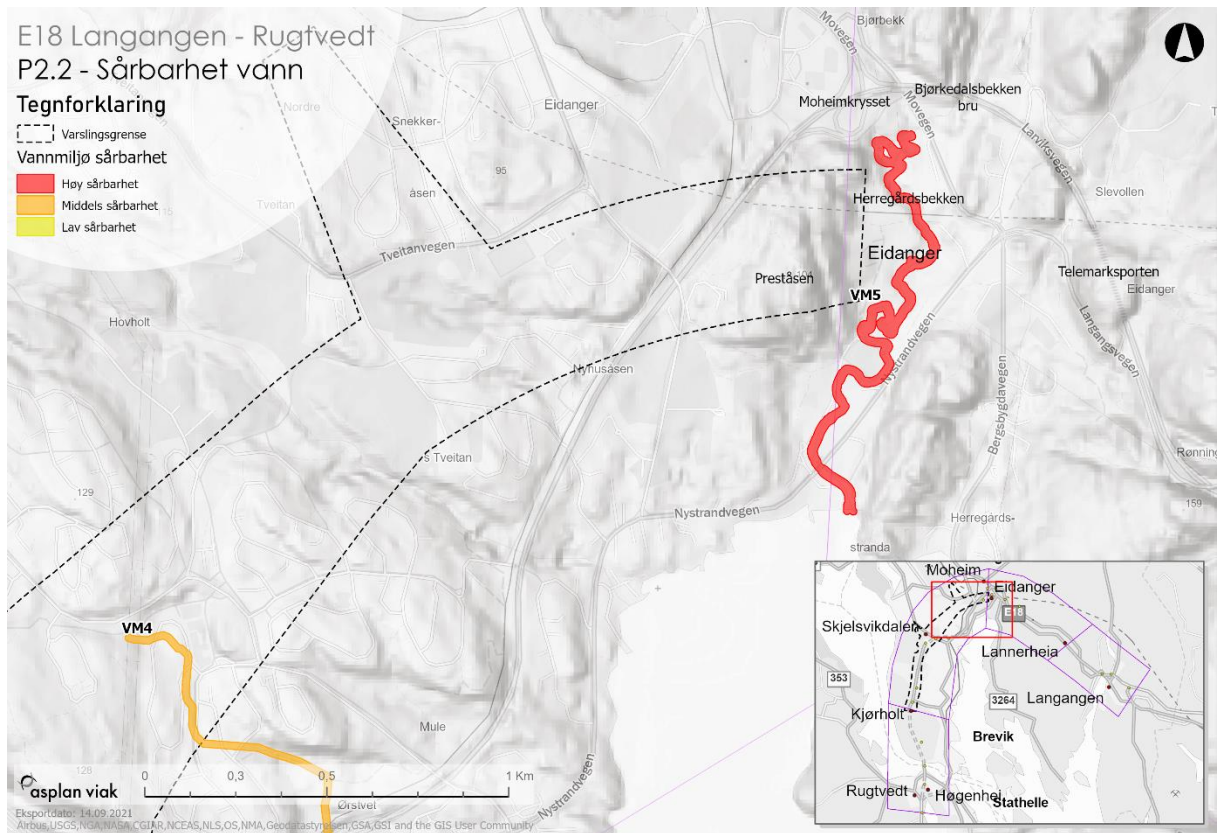 E18 Langangen - Rugtvedt
P2.2 - Sårbarhet vann
Tegnforklaring
Varslingsgrense
Vannmiljø sårbarhet
Høy sårbarhet
Middels sårbarhet
Lav sårbarhet
Nordre
Snekker-
åsen
Eidanger
95
Tveitan
115
Tveitanvegen
Hovholt
Movegen
Bjørbekk
Moheimkrysset
Bjørkedalsbekken
bru
Movegen
Larviksvegen
Slevollen
Herregårdsbekken
Eidanger
Preståsen
104
VM5
Telemarksporten
Eidanger
Langangsvegen
Nystrandvegen
Bergsbygdavegen
Nyhusåsen
s Tveitan
Rønning
159
129
Nystrandvegen
Herregårds-
stranda
VM4
Mule
128
Nystrandvegen
Ørstvet
0
0,3
0,5
1 Km
asplan viak
Eksportdato: 14.09.2021
Airbus,USGS,NGA,NASA,CGIAR,NCEAS,NLS,OS,NMA,Geodatastyrelsen,GSA,GSI and the GIS User Community
Moheim
Eidanger
E18
Skjelsvikdalen
Lannerheia
353
3264
Langangen
Kjørholt
Brevik
Rugtvedt
Høgenhei
Stathelle